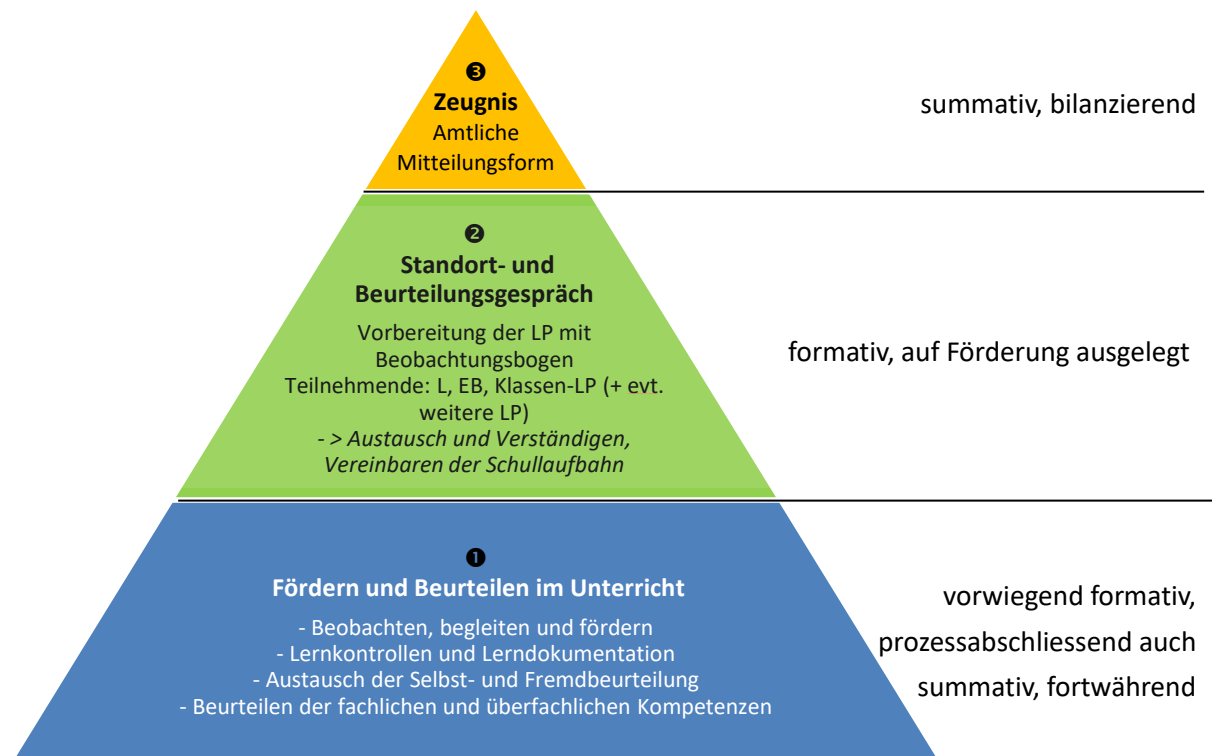 ❸
Zeugnis
Amtliche
Mitteilungsform
summativ, bilanzierend
❷
Standort- und
Beurteilungsgespräch
Vorbereitung der LP mit
Beobachtungsbogen
Teilnehmende: L, EB, Klassen-LP (+ evt.
weitere LP)
- > Austausch und Verständigen,
Vereinbaren der Schullaufbahn
formativ, auf Förderung ausgelegt
❶
Fördern und Beurteilen im Unterricht
- Beobachten, begleiten und fördern
- Lernkontrollen und Lerndokumentation
- Austausch der Selbst- und Fremdbeurteilung
- Beurteilen der fachlichen und überfachlichen Kompetenzen
vorwiegend formativ,
prozessabschliessend auch
summativ, fortwährend